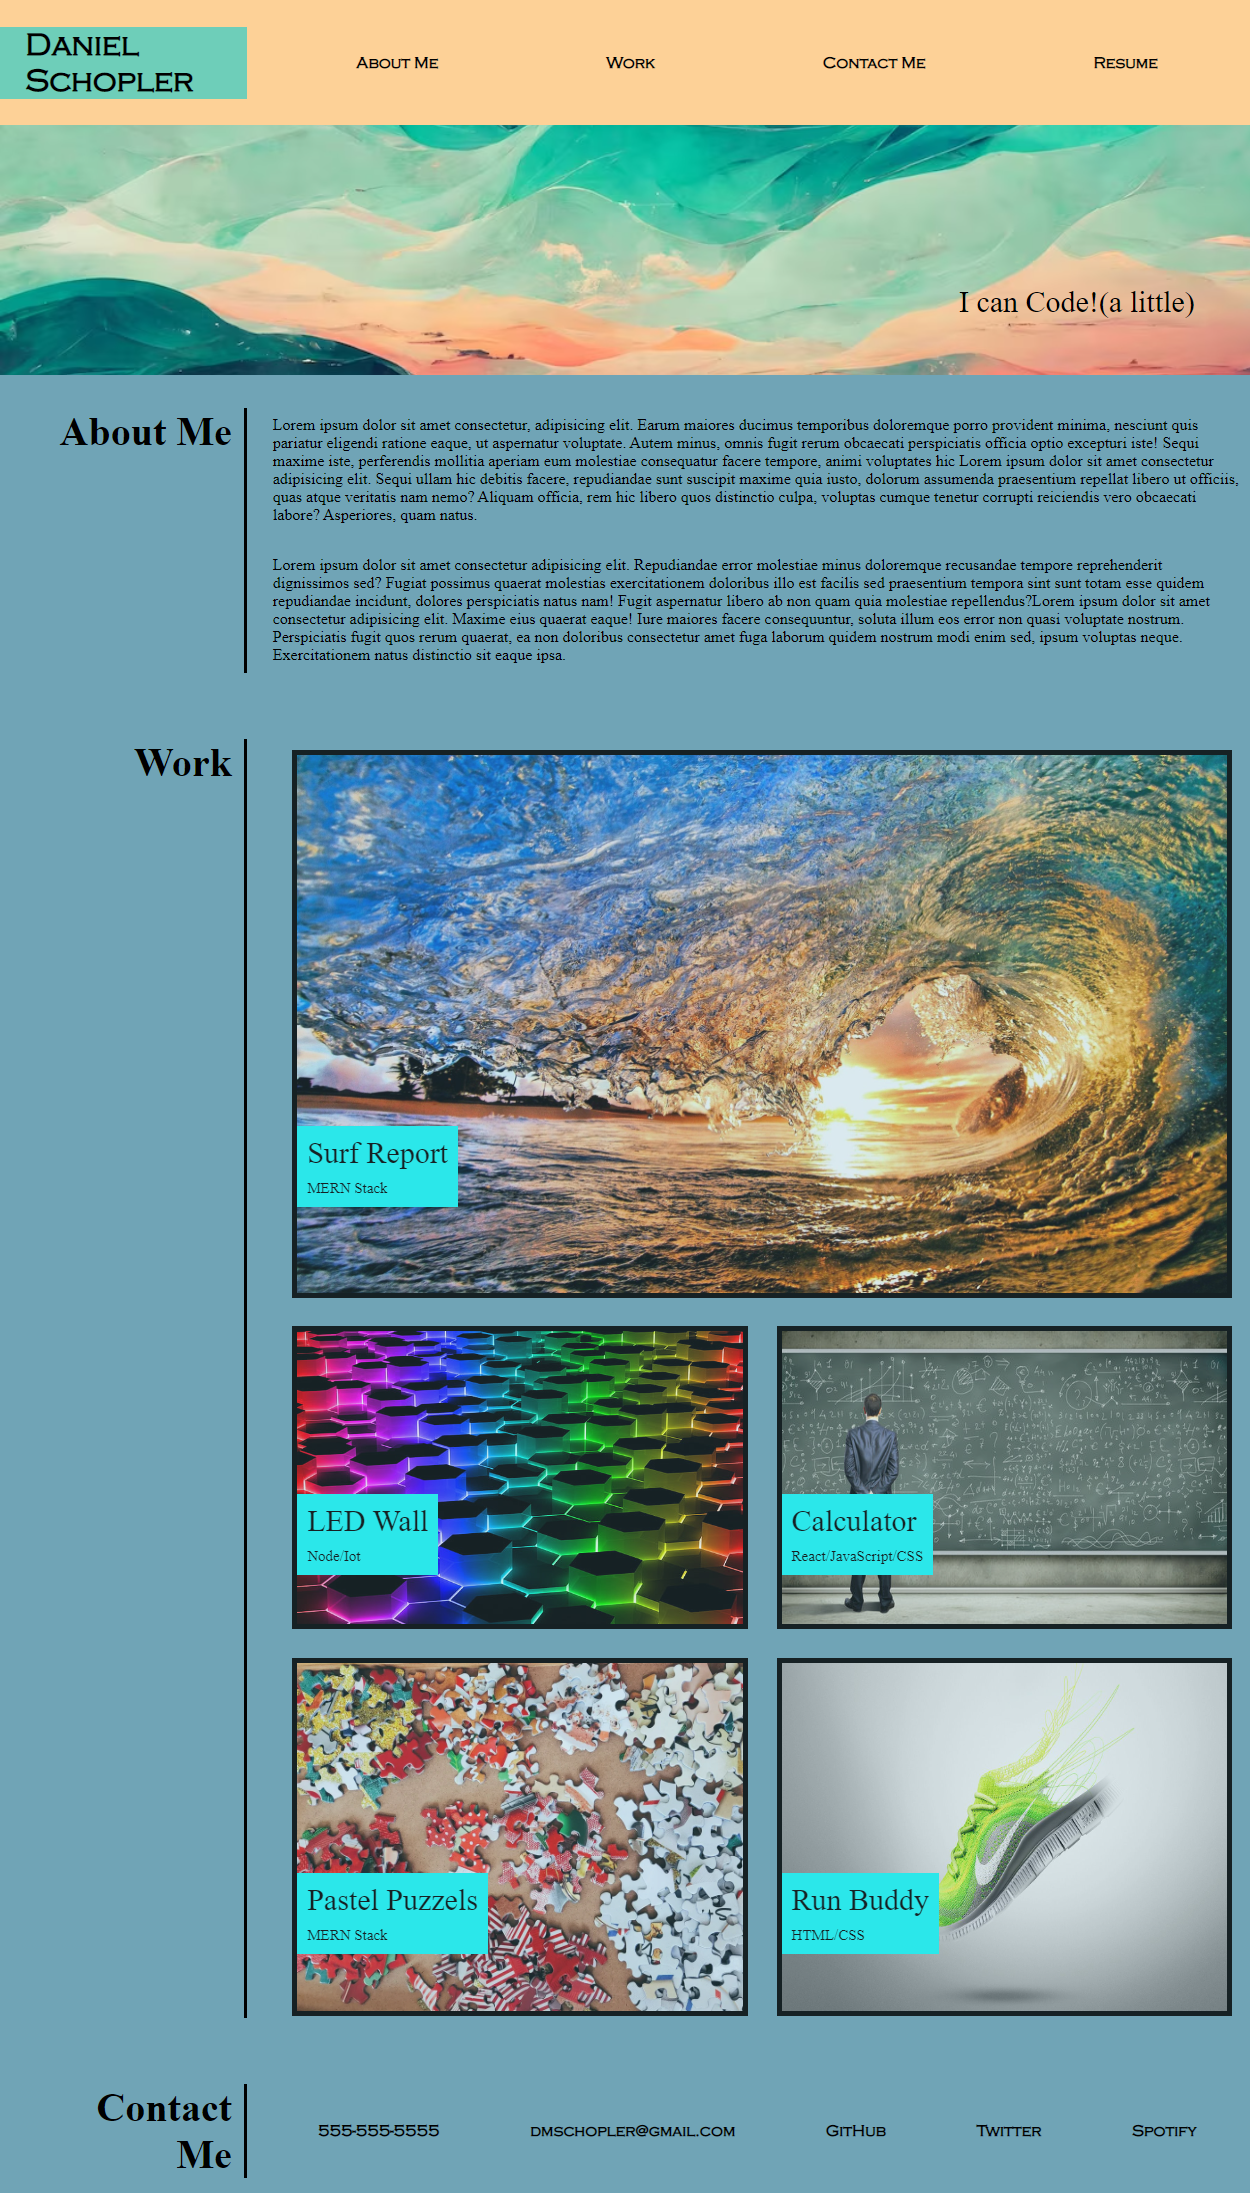 Daniel
Schopler
About Me
Work
Contact Me
Resume
I can Code!(a little)
About Me
Lorem ipsum dolor sit amet consectetur, adipisicing elit. Earum maiores ducimus temporibus doloremque porro provident minima, nesciunt quis
pariatur eligendi ratione eaque, ut aspernatur voluptate. Autem minus, omnis fugit rerum obcaecati perspiciatis officia optio excepturi iste! Sequi
maxime iste, perferendis mollitia aperiam eum molestiae consequatur facere tempore, animi voluptates hic Lorem ipsum dolor sit amet consectetur
adipisicing elit. Sequi ullam hic debitis facere, repudiandae sunt suscipit maxime quia iusto, dolorum assumenda praesentium repellat libero ut officiis,
quas atque veritatis nam nemo? Aliquam officia, rem hic libero quos distinctio culpa, voluptas cumque tenetur corrupti reiciendis vero obcaecati
labore? Asperiores, quam natus.
Lorem ipsum dolor sit amet consectetur adipisicing elit. Repudiandae error molestiae minus doloremque recusandae tempore reprehenderit
dignissimos sed? Fugiat possimus quaerat molestias exercitationem doloribus illo est facilis sed praesentium tempora sint sunt totam esse quidem
repudiandae incidunt, dolores perspiciatis natus nam! Fugit aspernatur libero ab non quam quia molestiae repellendus?Lorem ipsum dolor sit amet
consectetur adipisicing elit. Maxime eius quaerat eaque! Iure maiores facere consequuntur, soluta illum eos error non quasi voluptate nostrum.
Perspiciatis fugit quos rerum quaerat, ea non doloribus consectetur amet fuga laborum quidem nostrum modi enim sed, ipsum voluptas neque.
Exercitationem natus distinctio sit eaque ipsa.
Work
Surf Report
MERN Stack
LED Wall
Node/Iot
Calculator
React/JavaScript/CSS
Pastel Puzzels
MERN Stack
Run Buddy
HTML/CSS
Contact
Me
555-555-5555
dmschopler@gmail.com
GitHub
Twitter
Spotify